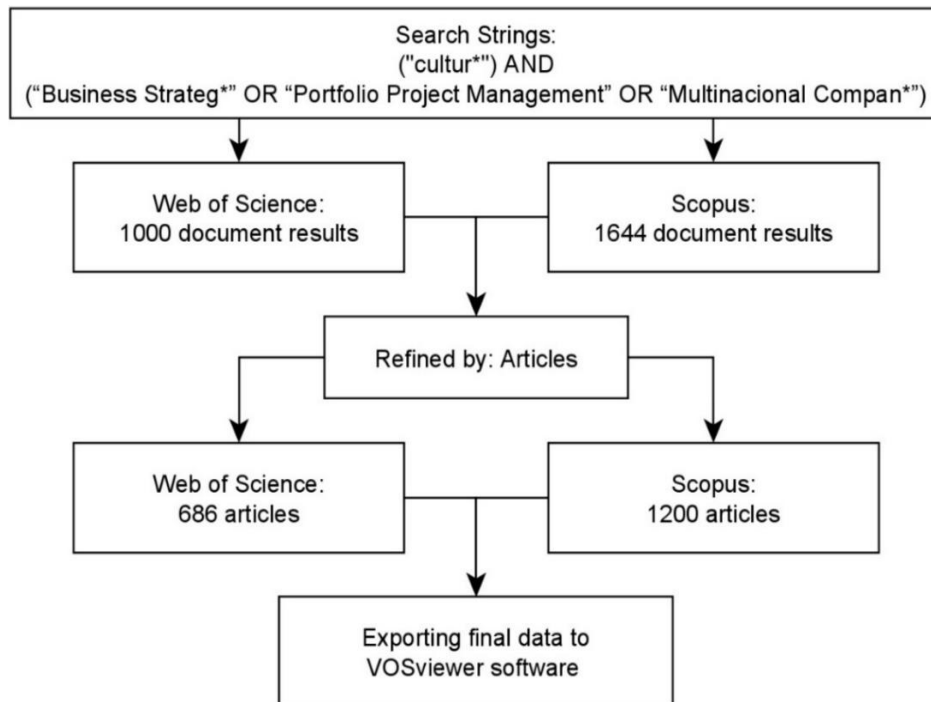 Search Strings:
("cultur*") AND
(“Business Strateg*” OR “Portfolio Project Management” OR “Multinacional Compan*”)
Web of Science:
1000 document results
Scopus:
1644 document results
Refined by: Articles
Web of Science:
686 articles
Scopus:
1200 articles
Exporting final data to
VOSviewer software